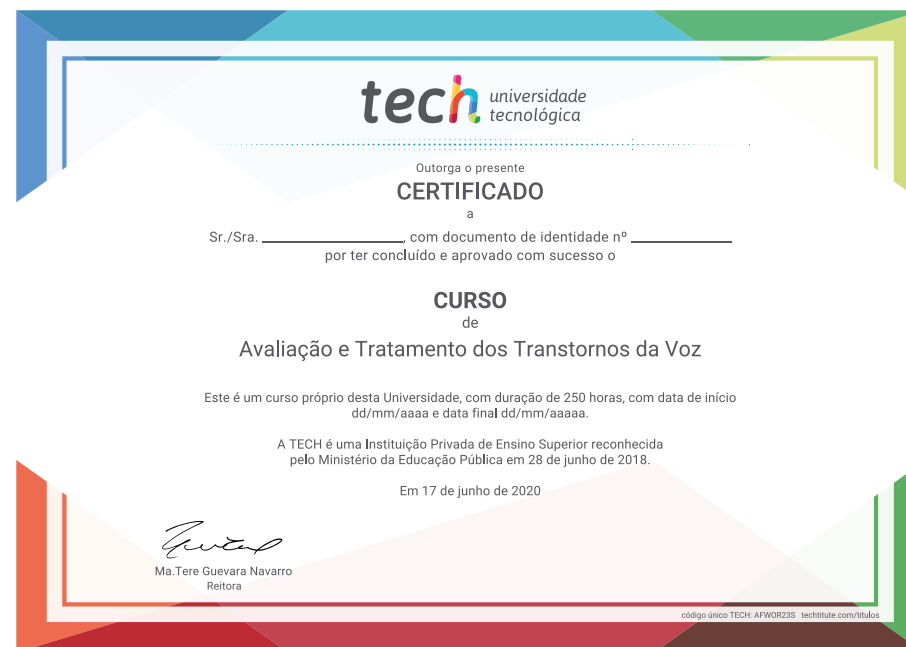 tech universidade
tecnológica
Outorga o presente
CERTIFICADO
a
Sr./Sra. ____________, com documento de identidade nº ____________
por ter concluído e aprovado com sucesso o
CURSO
de
Avaliação e Tratamento dos Transtornos da Voz
Este é um curso próprio desta Universidade, com duração de 250 horas, com data de início
dd/mm/aaaa e data final dd/mm/aaaaa.
A TECH é uma Instituição Privada de Ensino Superior reconhecida
pelo Ministério da Educação Pública em 28 de junho de 2018.
Em 17 de junho de 2020
Ma.Tere Guevara Navarro
Reitora
código único TECH: AFWOR23S techtitute.com/títulos